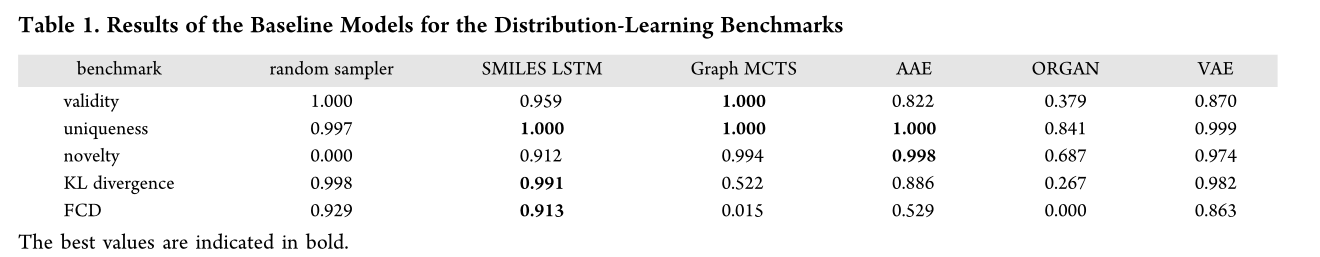 Table 1. Results of the Baseline Models for the Distribution-Learning Benchmarks
benchmark random sampler SMILES LSTM Graph MCTS AAE ORGAN VAE
validity 1.000 0.959 1.000 0.822 0.379 0.870
uniqueness 0.997 1.000 1.000 1.000 0.841 0.999
novelty 0.000 0.912 0.994 0.998 0.687 0.974
KL divergence 0.998 0.991 0.522 0.886 0.267 0.982
FCD 0.929 0.913 0.015 0.529 0.000 0.863
The best values are indicated in bold.